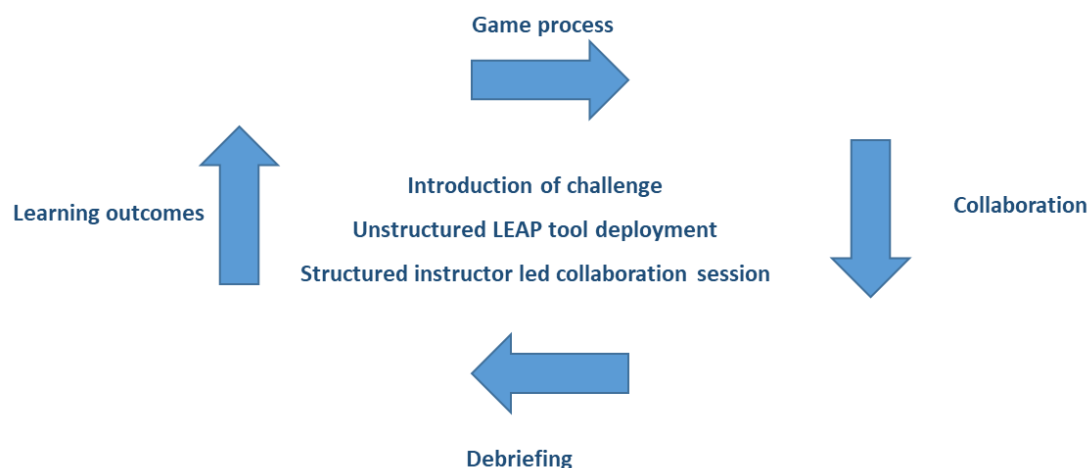 Game process
Introduction of challenge
Learning outcomes
Collaboration
Unstructured LEAP tool deployment
Structured instructor led collaboration session
Debriefing